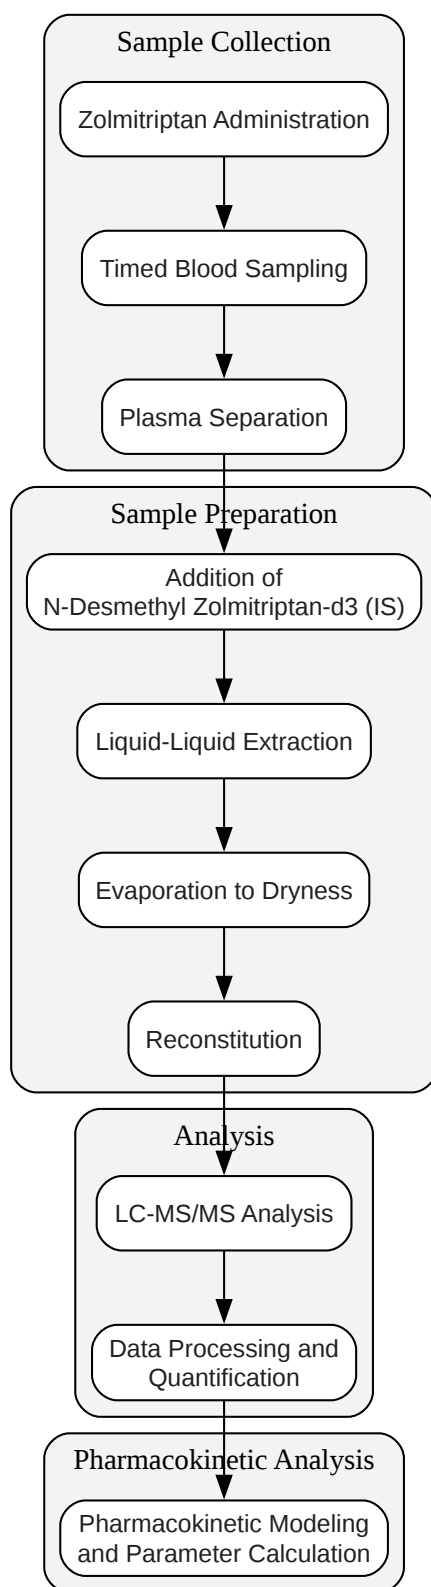 Sample Collection
Zolmitriptan Administration
Timed Blood Sampling
Plasma Separation
Sample Preparation
Addition of
N-Desmethyl Zolmitriptan-d3 (IS)
Liquid-Liquid Extraction
Evaporation to Dryness
Reconstitution
Analysis
LC-MS/MS Analysis
Data Processing and
Quantification
Pharmacokinetic Analysis
Pharmacokinetic Modeling
and Parameter Calculation